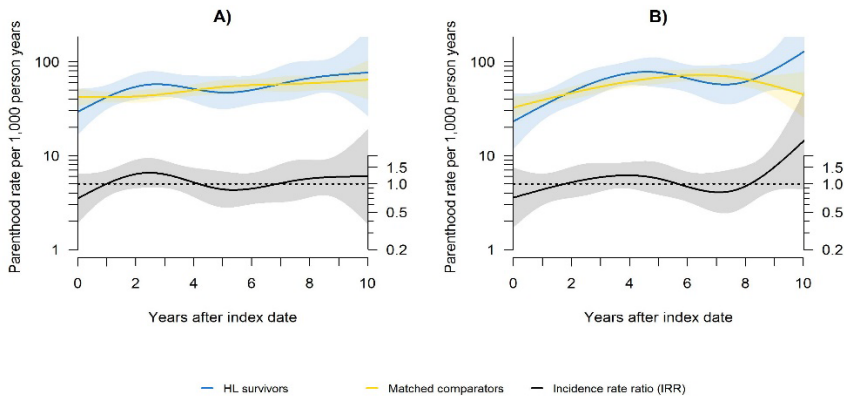 A)
B)
Parenthood rate per 1,000 person years
100
10
1
1.5
1.0
0.5
0.2
0 2 4 6 8 10
Years after index date
Parenthood rate per 1,000 person years
100
10
1
1.5
1.0
0.5
0.2
0 2 4 6 8 10
Years after index date
HL survivors
Matched comparators
Incidence rate ratio (IRR)